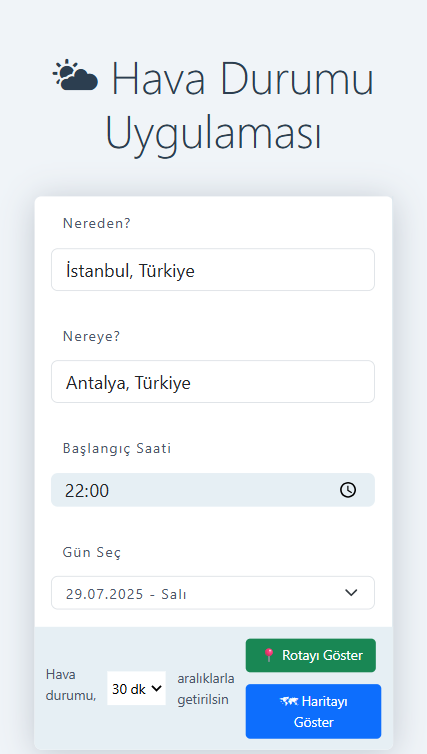 Hava Durumu
Uygulaması
Nereden?
İstanbul, Türkiye
Nereye?
Antalya, Türkiye
Başlangıç Saati
22:00
Gün Seç
29.07.2025 - Salı
Hava
durumu,
30 dk
aralıklarla
getirilsin
Rotayı Göster
Haritayı
Göster